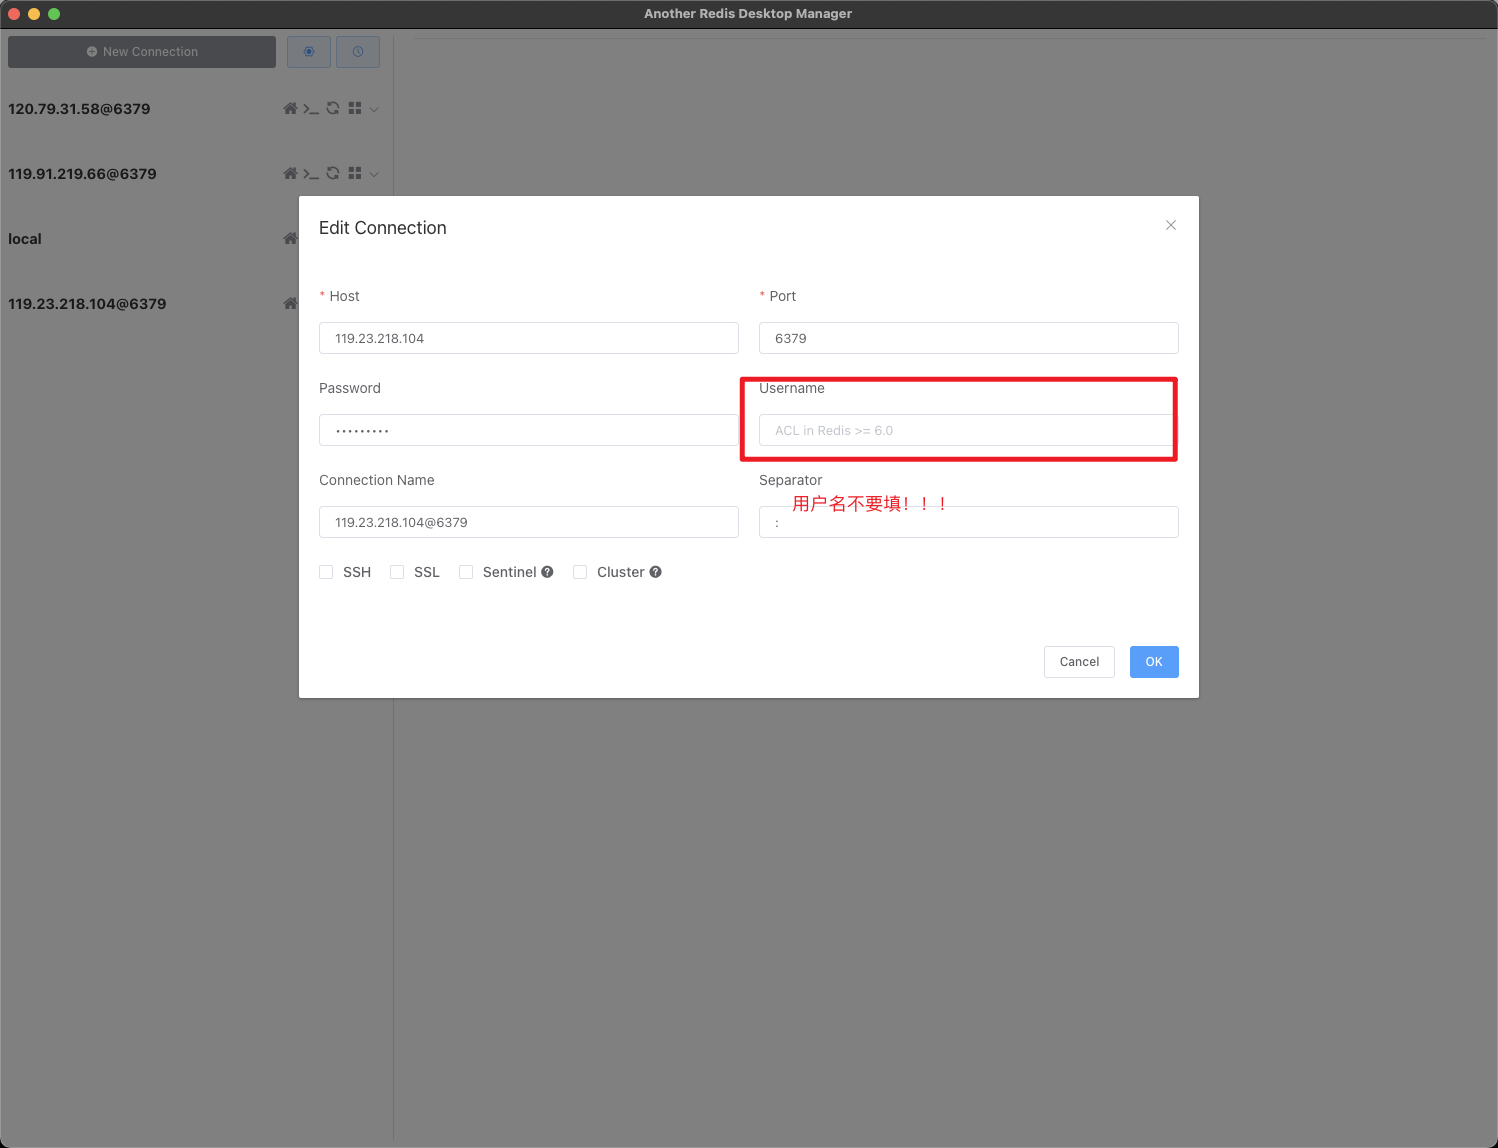 Another Redis Desktop Manager
New Connection
120.79.31.58@6379
119.91.219.66@6379
local
119.23.218.104@6379
Edit Connection
* Host
* Port
119.23.218.104
6379
Password
Username
•••••••••
ACL in Redis >= 6.0
Connection Name
Separator
用户名不要填！！！
119.23.218.104@6379
:
SSH
SSL
Sentinel
Cluster
Cancel
OK